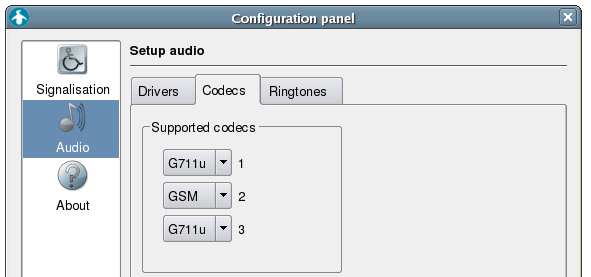 Configuration panel
Setup audio
Signalisation
Audio
About
Drivers
Codecs
Ringtones
Supported codecs
G711u 1
GSM 2
G711u 3